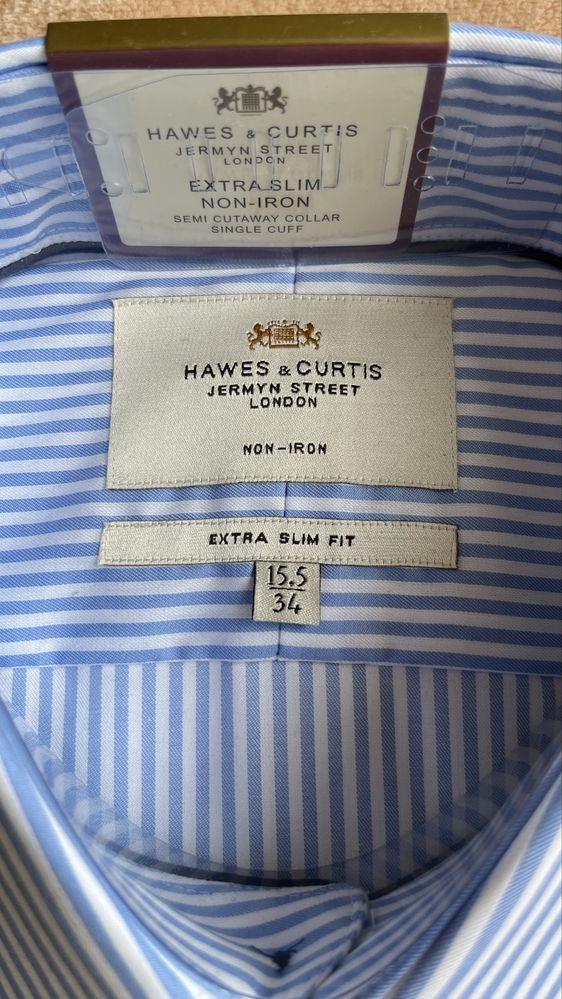 HAWES & CURTIS
JERMYN STREET
LONDON
EXTRA SLIM
NON-IRON
SEMI CUTAWAY COLLAR
SINGLE CUFF
HAWES & CURTIS
JERMYN STREET
LONDON
NON-IRON
EXTRA SLIM FIT
15.5
34